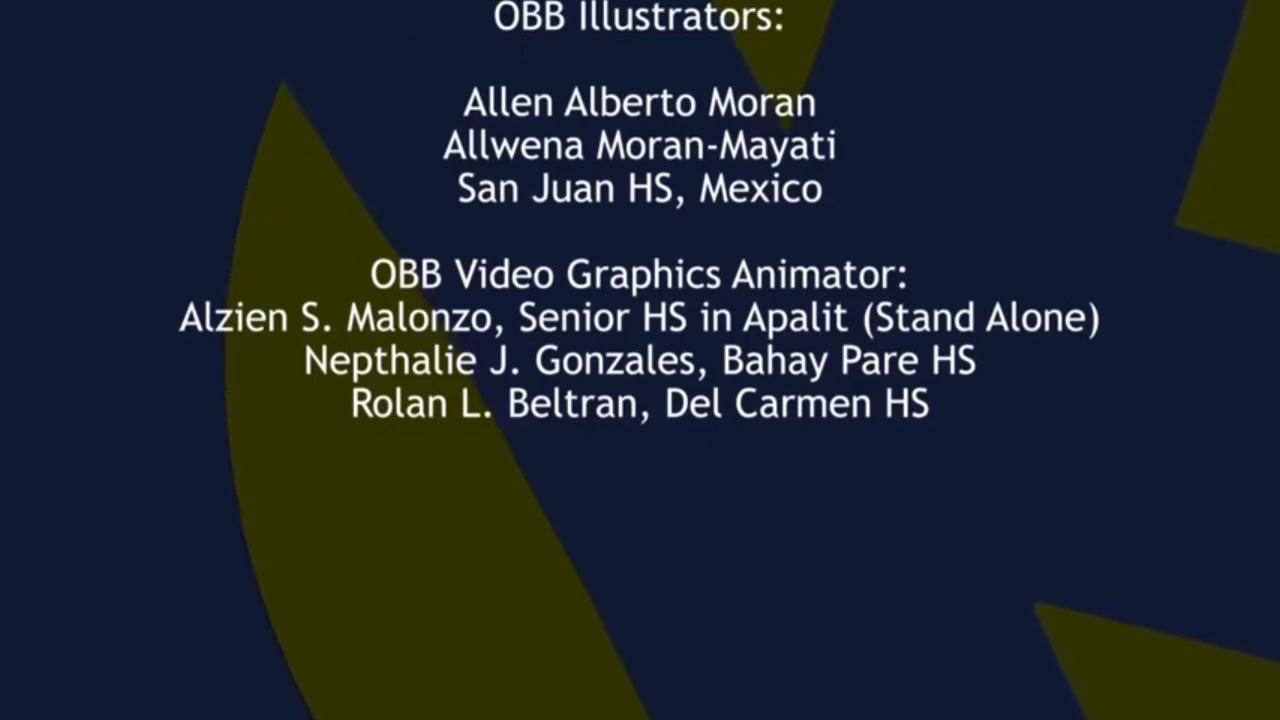 OBB Illustrators:
Allen Alberto Moran
Allwena Moran-Mayati
San Juan HS, Mexico
OBB Video Graphics Animator:
Alzien S. Malonzo, Senior HS in Apalit (Stand Alone)
Nepthalie J. Gonzales, Bahay Pare HS
Rolan L. Beltran, Del Carmen HS